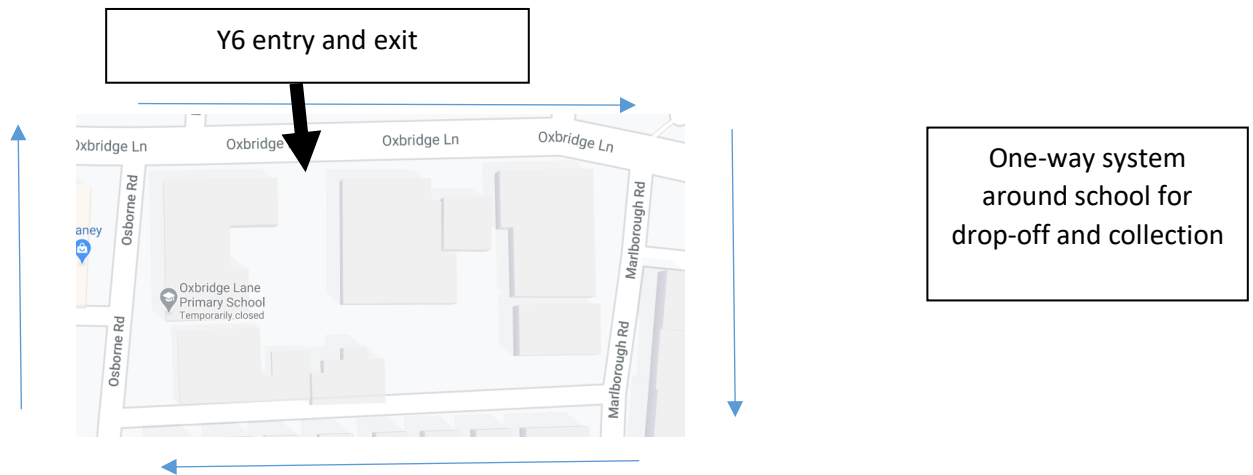 Y6 entry and exit
Oxbridge Ln
Oxbridge
Oxbridge Ln
Oxbridge Ln
Osborne Rd
aney
Marlborough Rd
One-way system
around school for
drop-off and collection
Oxbridge Lane
Primary School
Temporarily closed
Osborne Rd
Marlborough Rd